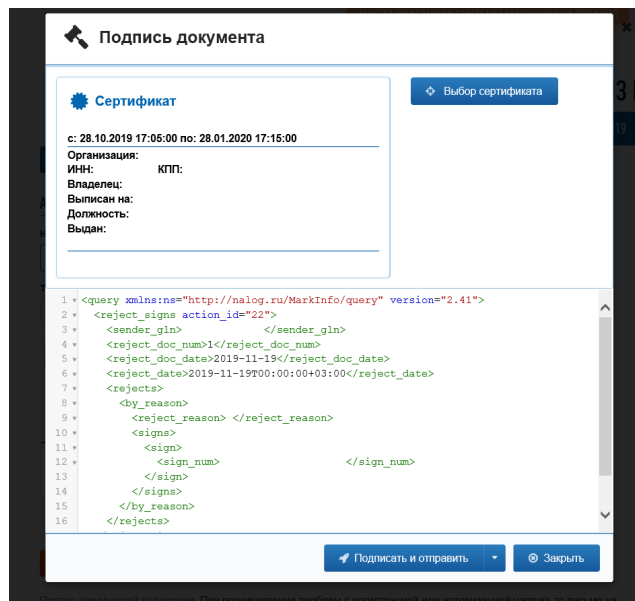 Подпись документа
Сертификат
Выбор сертификата
с: 28.10.2019 17:05:00 по: 28.01.2020 17:15:00
Организация:
ИНН: КПП:
Владелец:
Выписан на:
Должность:
Выдан:
1 <query xmlns:ns="http://nalog.ru/MarkInfo/query" version="2.41">
2 <reject_signs action_id="22">
3 <sender_gln> </sender_gln>
4 <reject_doc_num>1</reject_doc_num>
5 <reject_doc_date>2019-11-19</reject_doc_date>
6 <reject_date>2019-11-19T00:00:00+03:00</reject_date>
7 <rejects>
8 <by_reason>
9 <reject_reason> </reject_reason>
10 <signs>
11 <sign>
12 <sign_num> </sign_num>
13 </sign>
14 </signs>
15 </by_reason>
16 </rejects>
Подписать и отправить
Закрыть